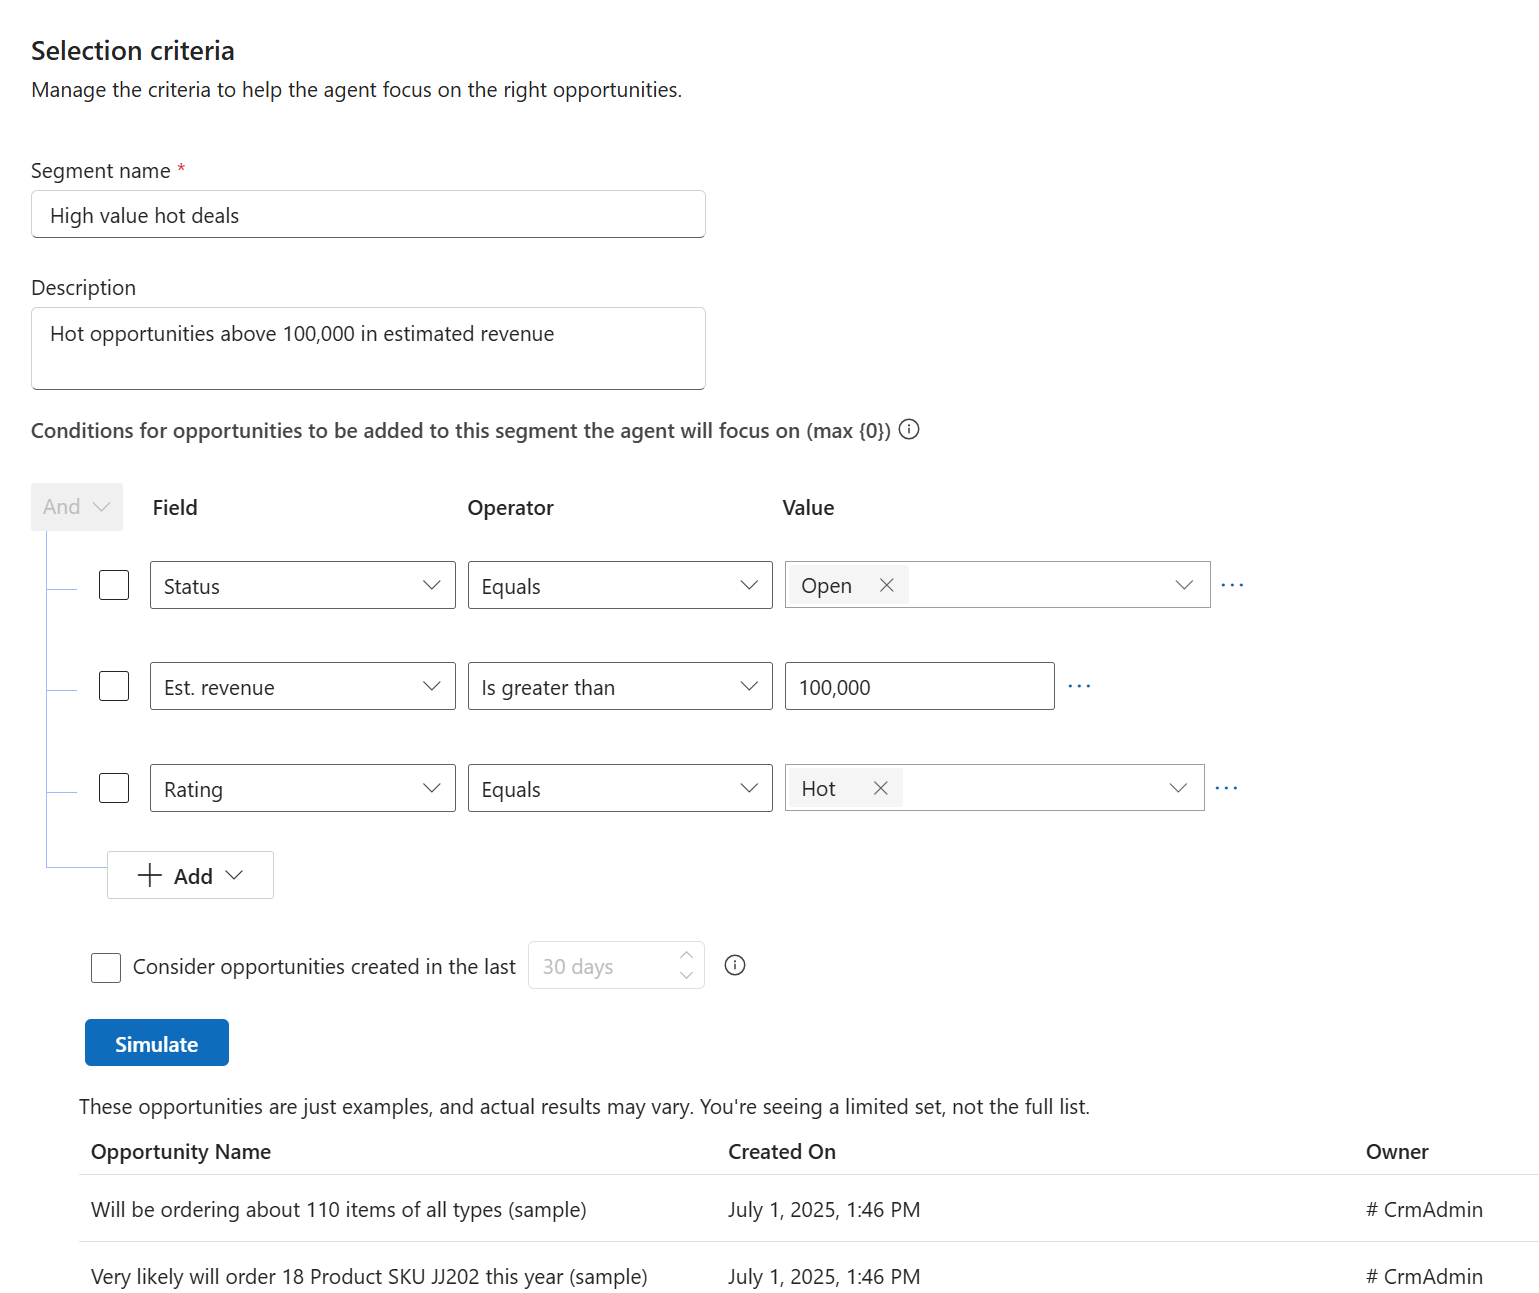 Selection criteria
Manage the criteria to help the agent focus on the right opportunities.
Segment name *
High value hot deals
Description
Hot opportunities above 100,000 in estimated revenue
Conditions for opportunities to be added to this segment the agent will focus on (max {0})
And Field Operator Value
Status Equals Open
Est. revenue Is greater than 100,000
Rating Equals Hot
Add
Consider opportunities created in the last 30 days
Simulate
These opportunities are just examples, and actual results may vary. You're seeing a limited set, not the full list.
Opportunity Name Created On Owner
Will be ordering about 110 items of all types (sample) July 1, 2025, 1:46 PM # CrmAdmin
Very likely will order 18 Product SKU JJ202 this year (sample) July 1, 2025, 1:46 PM # CrmAdmin